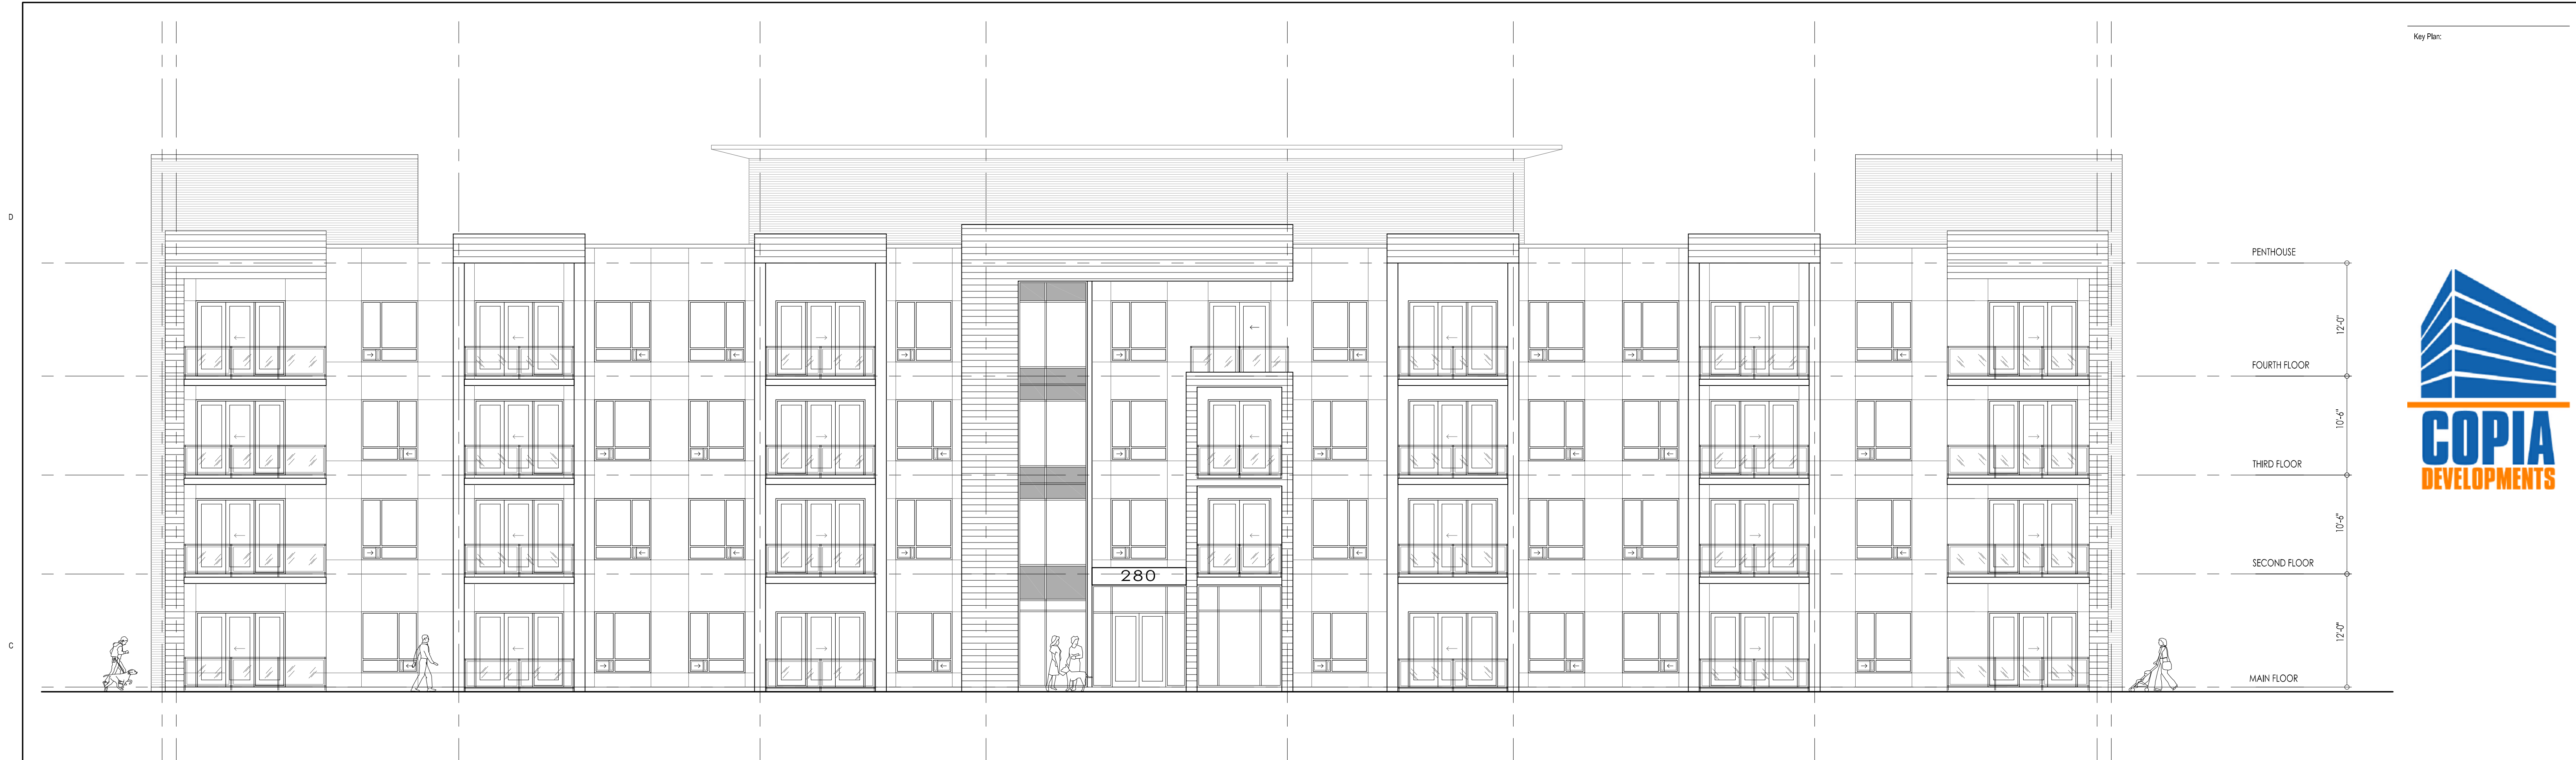 Key Plan:
D
PENTHOUSE
12'-0"
FOURTH FLOOR
10'-6"
THIRD FLOOR
10'-6"
SECOND FLOOR
280
12'-0"
C
MAIN FLOOR
COPIA
DEVELOPMENTS